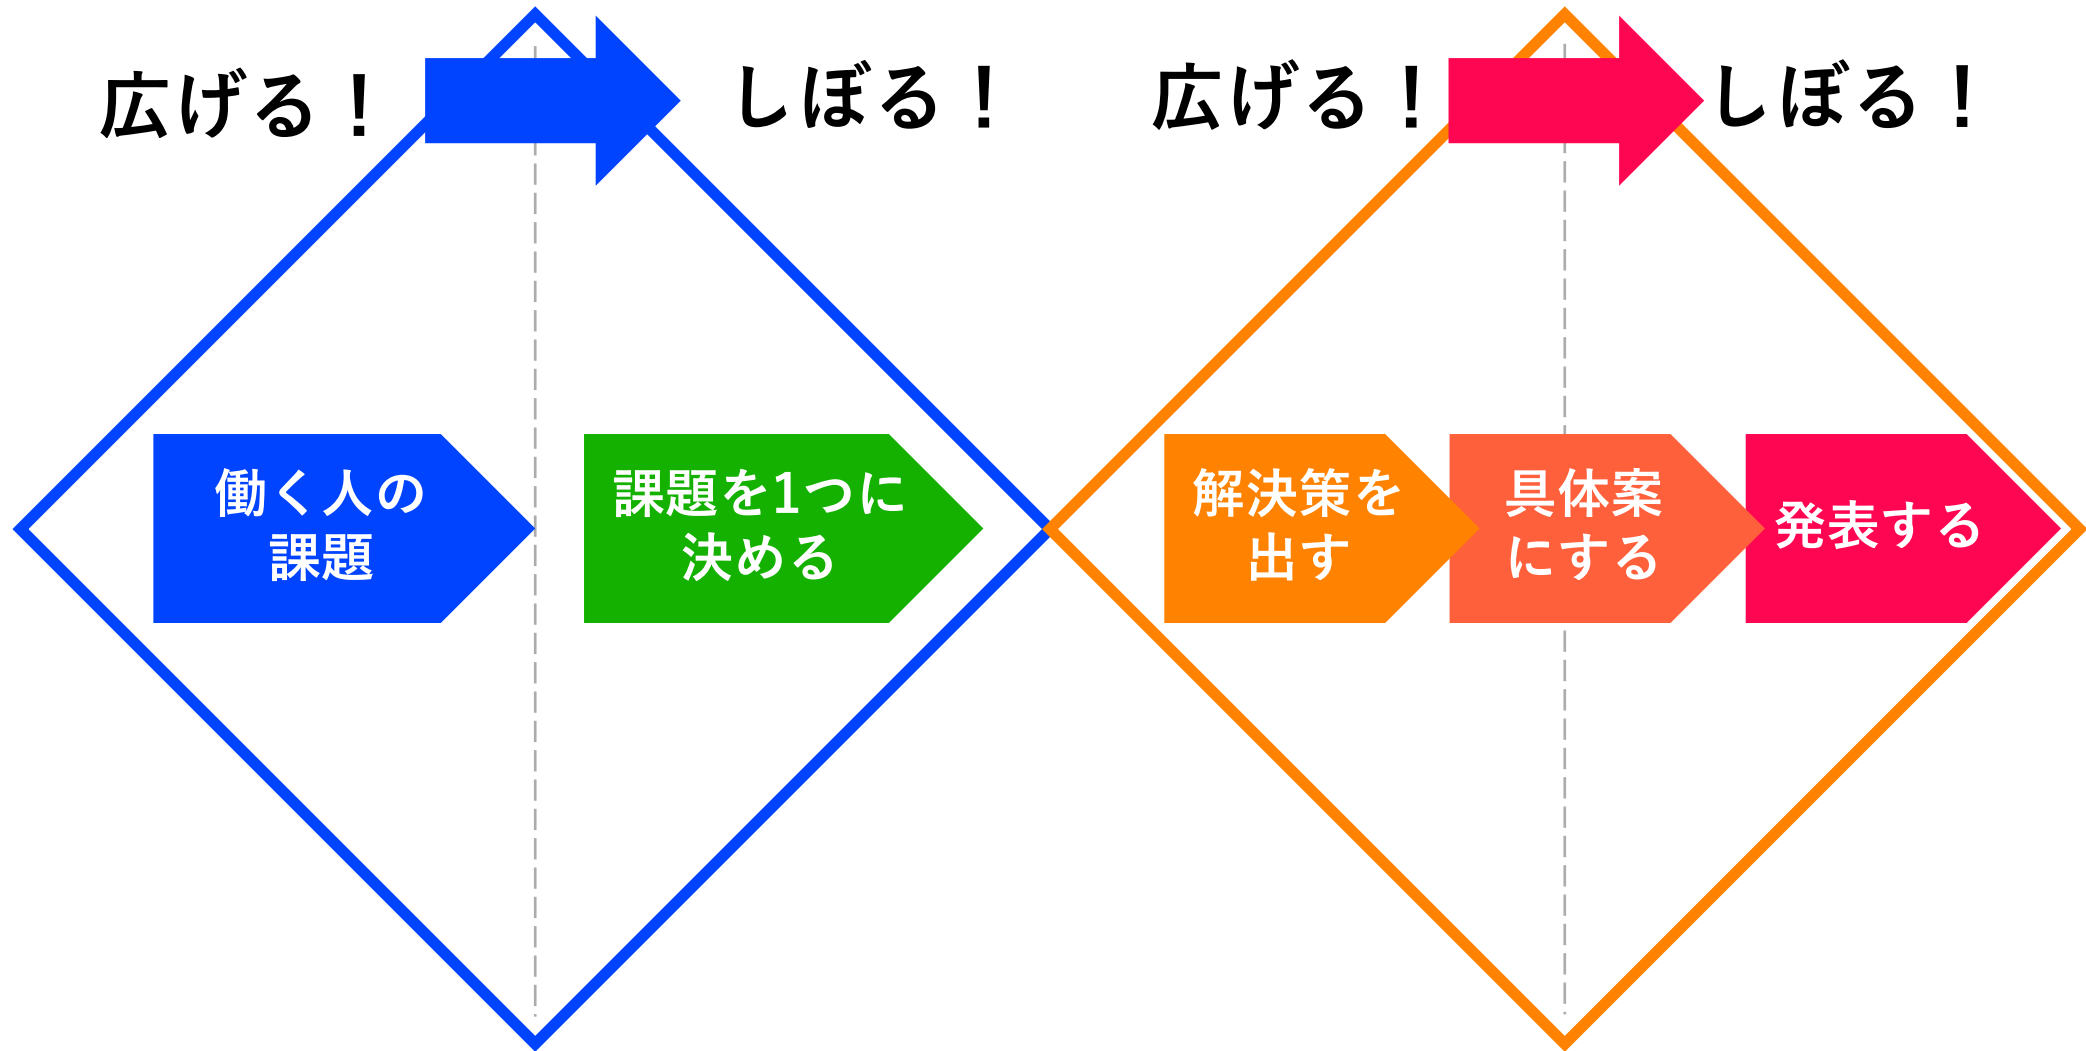 広げる！
しぼる！
広げる！
しぼる！
働く人の
課題
課題を1つに
決める
解決策を
出す
具体案
にする
発表する